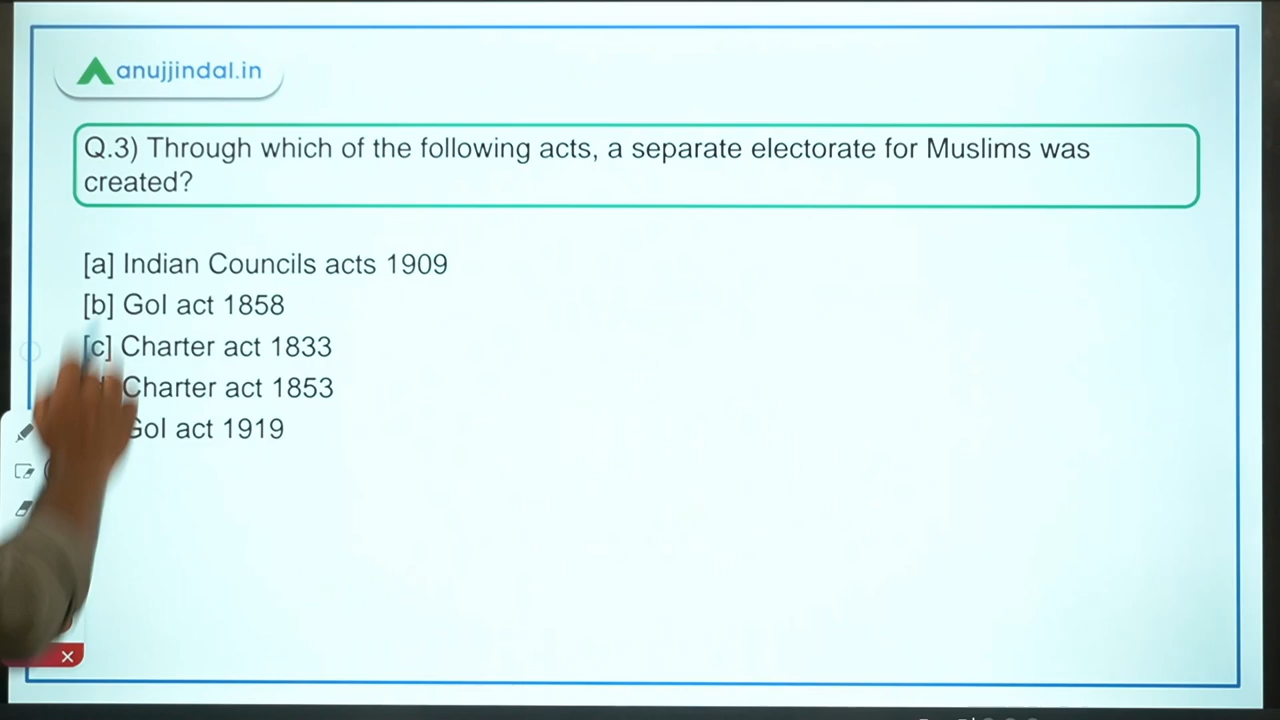 anujjindal.in
Q.3) Through which of the following acts, a separate electorate for Muslims was
created?
[a] Indian Councils acts 1909
[b] GoI act 1858
[c] Charter act 1833
Charter act 1853
GoI act 1919